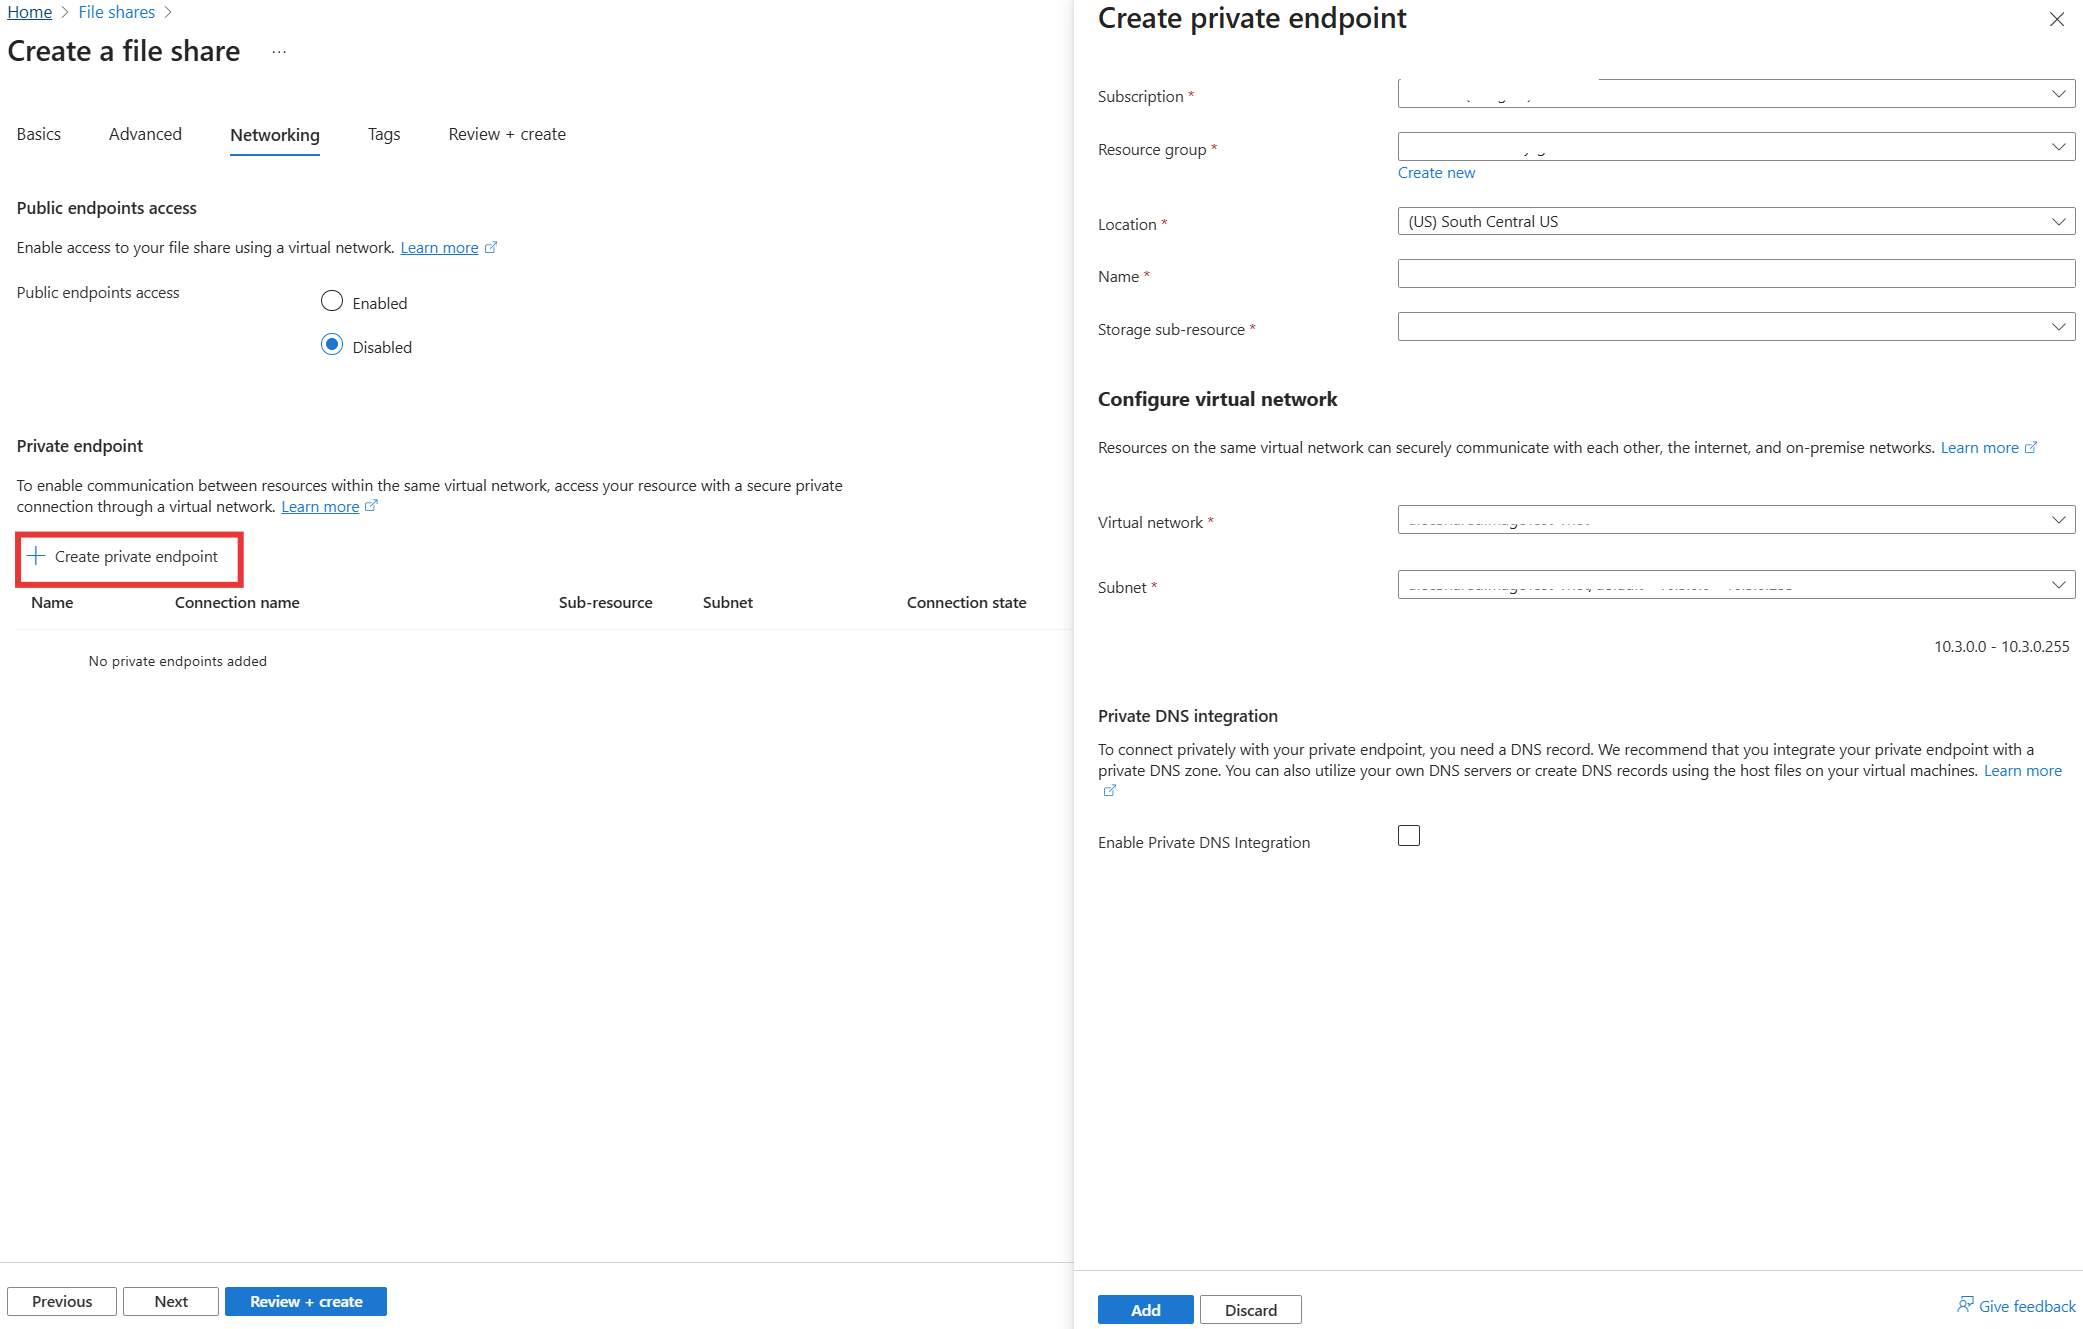 Home > File shares >
Create a file share ...
Basics Advanced Networking Tags Review + create
Public endpoints access
Enable access to your file share using a virtual network. Learn more
Public endpoints access
Enabled
Disabled
Private endpoint
To enable communication between resources within the same virtual network, access your resource with a secure private
connection through a virtual network. Learn more
+ Create private endpoint
Name Connection name Sub-resource Subnet Connection state
No private endpoints added
Previous Next Review + create
Create private endpoint
Subscription *
Resource group *
Create new
Location * (US) South Central US
Name *
Storage sub-resource *
Configure virtual network
Resources on the same virtual network can securely communicate with each other, the internet, and on-premise networks. Learn more
Virtual network *
Subnet *
10.3.0.0 - 10.3.0.255
Private DNS integration
To connect privately with your private endpoint, you need a DNS record. We recommend that you integrate your private endpoint with a
private DNS zone. You can also utilize your own DNS servers or create DNS records using the host files on your virtual machines. Learn more
Enable Private DNS Integration
Add Discard Give feedback